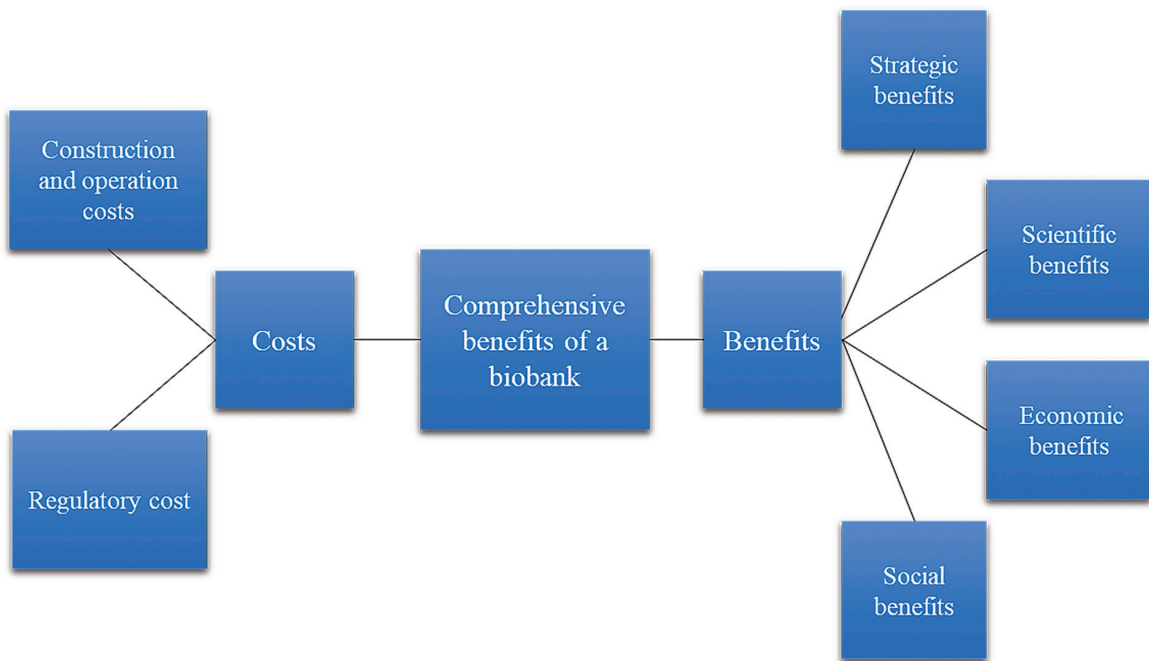 Strategic
benefits
Construction
and operation
costs
Scientific
benefits
Costs
Comprehensive
benefits of a
biobank
Benefits
Economic
benefits
Regulatory cost
Social
benefits